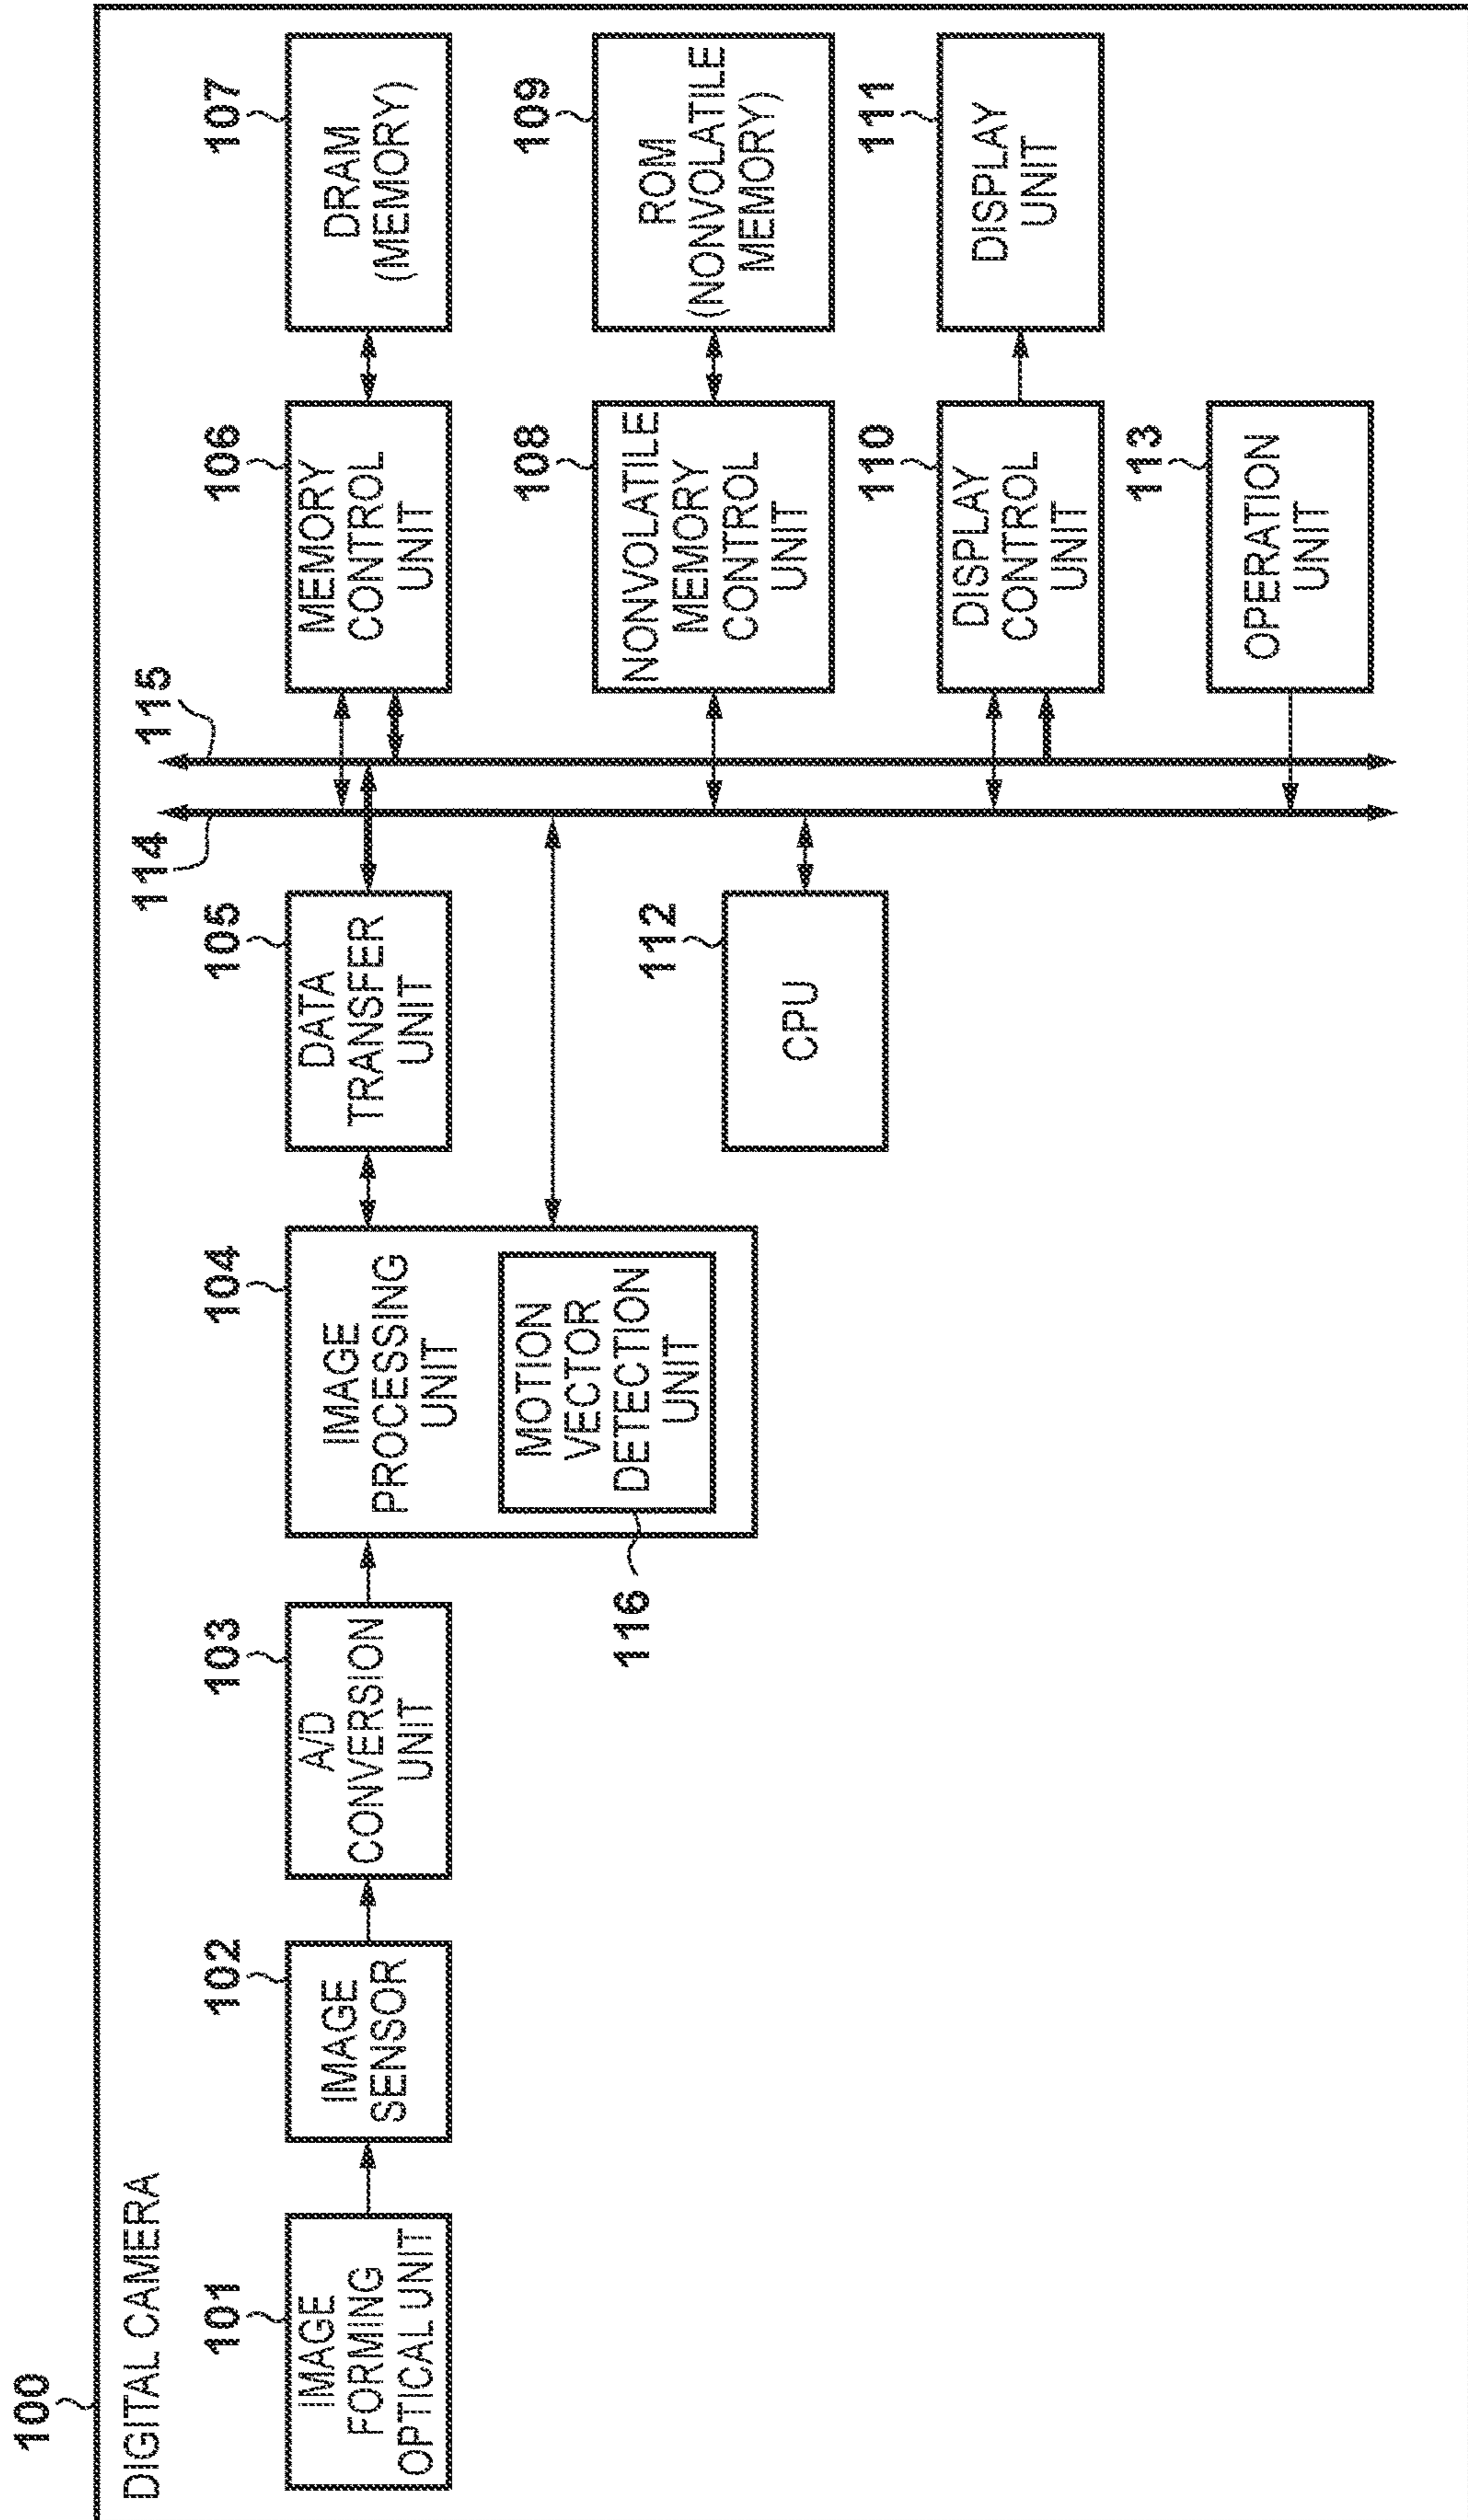 100
DIGITAL CAMERA
101
IMAGE
FORMING
OPTICAL UNIT
102
IMAGE
SENSOR
103
A/D
CONVERSION
UNIT
104
IMAGE
PROCESSING
UNIT
MOTION
VECTOR
DETECTION
UNIT
116
105
DATA
TRANSFER
UNIT
112
CPU
114
115
106
MEMORY
CONTROL
UNIT
107
DRAM
(MEMORY)
108
NONVOLATILE
MEMORY
CONTROL
UNIT
109
ROM
(NONVOLATILE
MEMORY)
110
DISPLAY
CONTROL
UNIT
111
DISPLAY
UNIT
113
OPERATION
UNIT